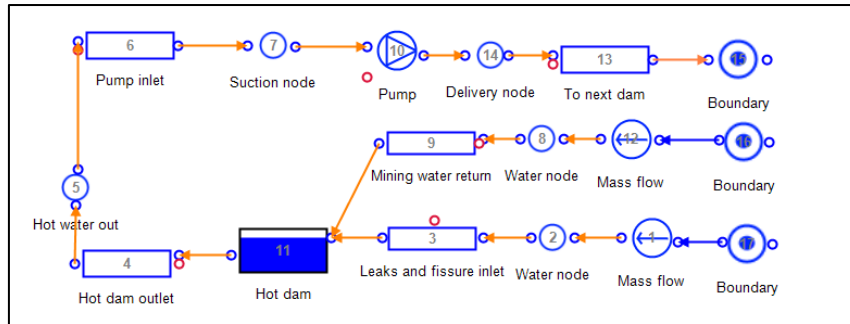 6
7
10
14
13
15
Pump inlet
Suction node
Pump
Delivery node
To next dam
Boundary
9
8
12
16
Mining water return
Water node
Mass flow
Boundary
5
Hot water out
11
3
2
1
17
4
Hot dam outlet
Hot dam
Leaks and fissure inlet
Water node
Mass flow
Boundary